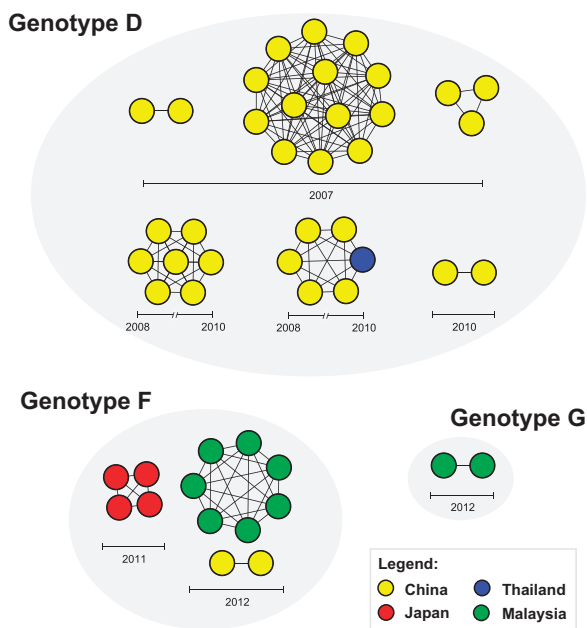 Genotype D
2007
2008 2010
2008 2010
2010
Genotype F
2011
2012
Genotype G
2012
Legend:
China Thailand
Japan Malaysia